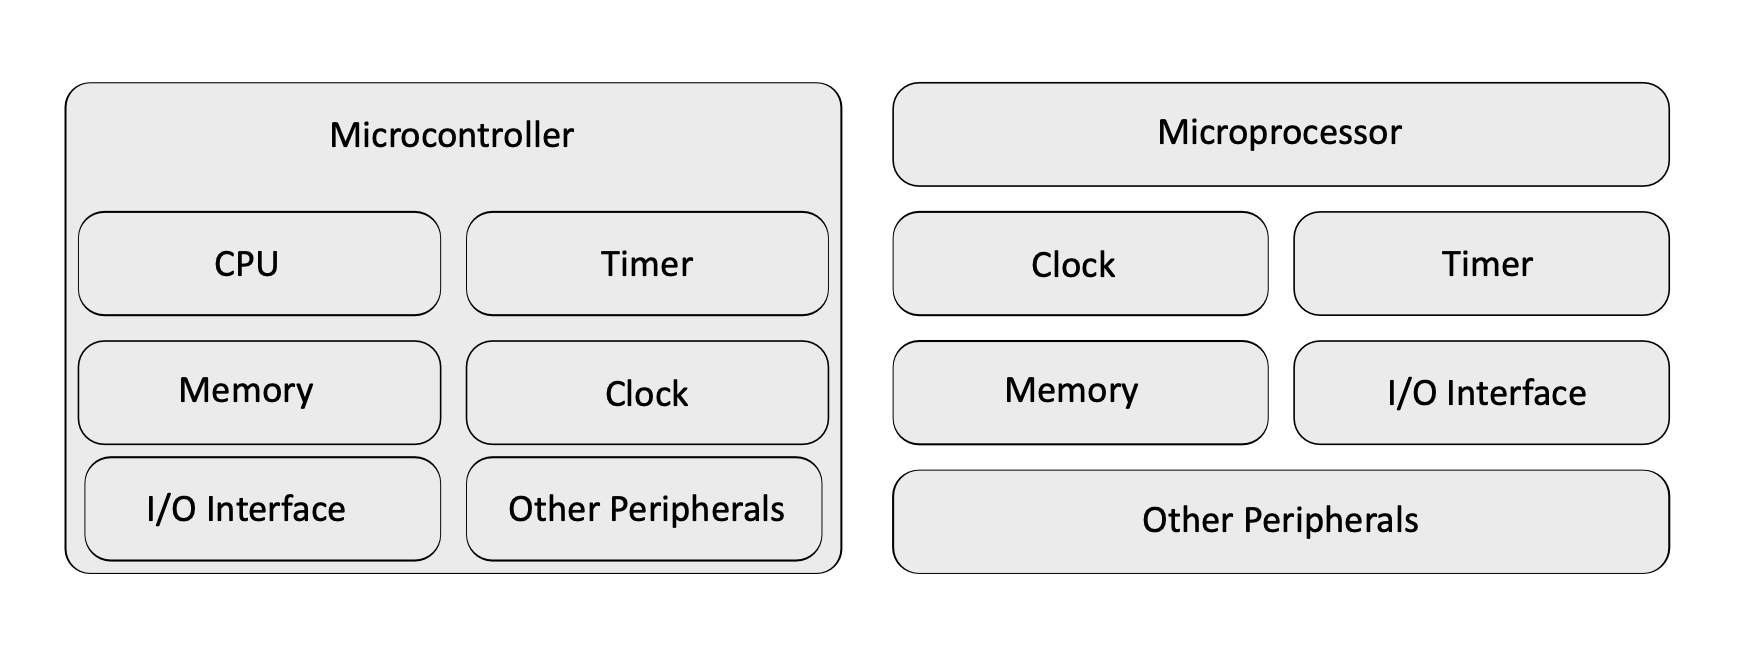 Microcontroller
CPU
Timer
Memory
Clock
I/O Interface
Other Peripherals
Microprocessor
Clock
Timer
Memory
I/O Interface
Other Peripherals